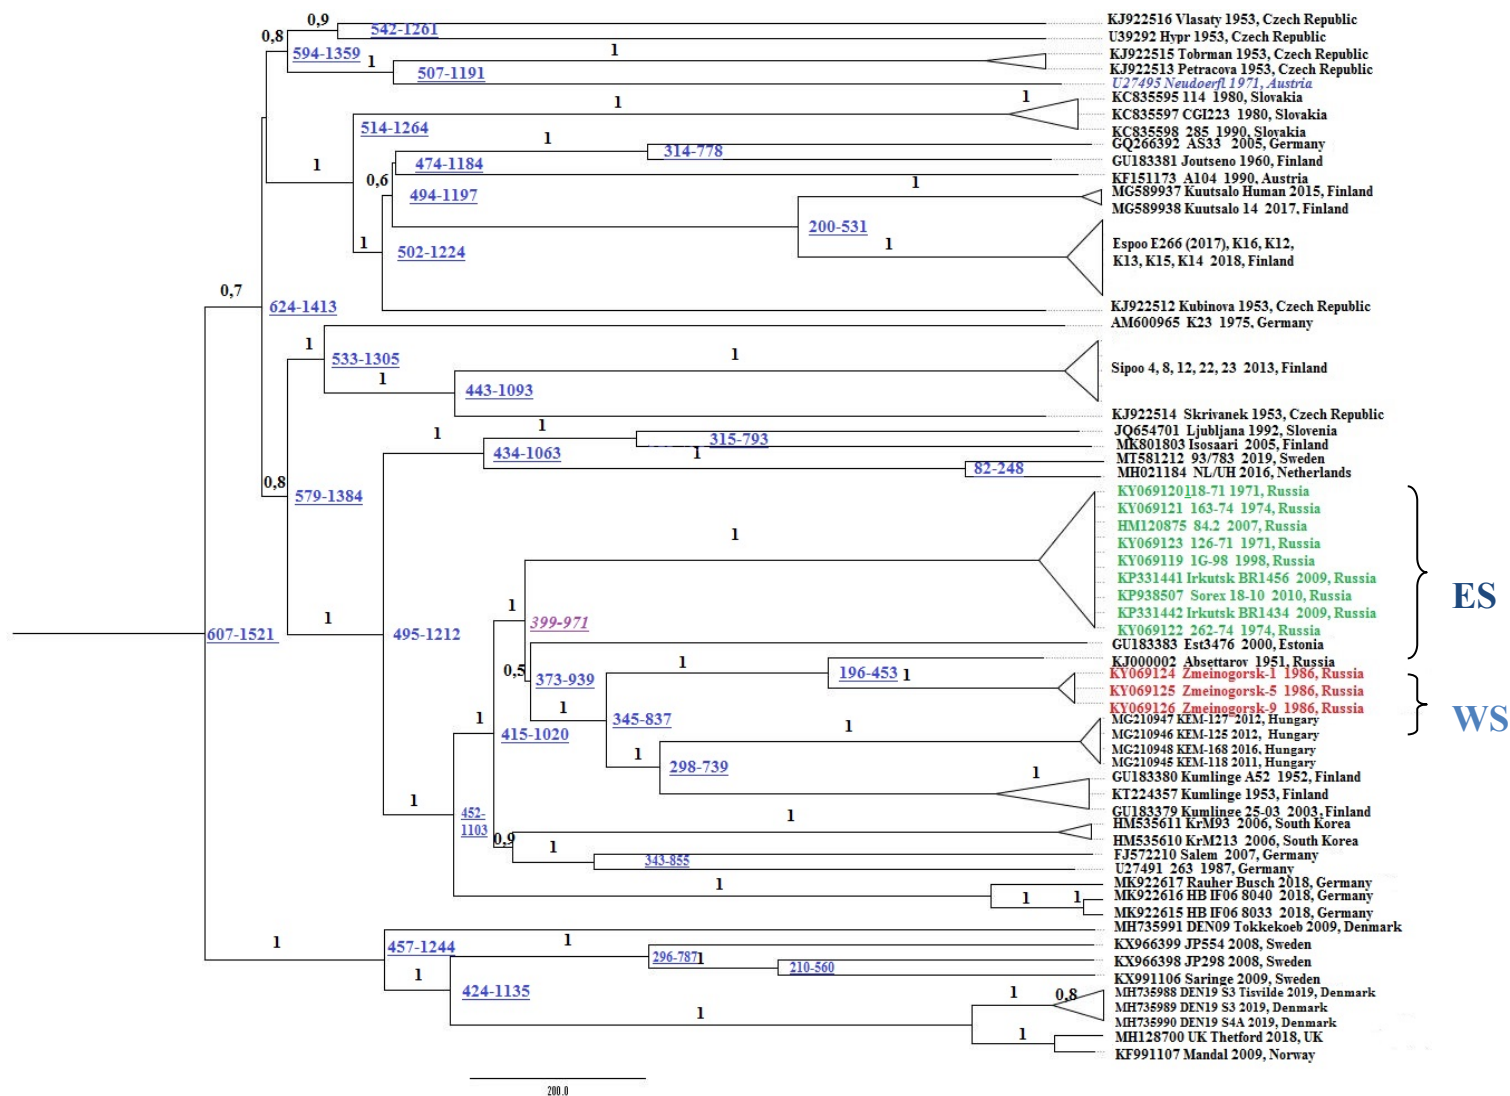 0,9
542-1261
KJ922516 Vlasaty 1953, Czech Republic
0,8
U39292 Hypr 1953, Czech Republic
594-1359
1
1
KJ922515 Tobrman 1953, Czech Republic
507-1191
KJ922513 Petracova 1953, Czech Republic
U27495 Neudoerfl 1971, Austria
1
1
KC835595 114 1980, Slovakia
514-1264
KC835597 CGI223 1980, Slovakia
KC835598 285 1990, Slovakia
1
314-778
GQ266392 AS33 2005, Germany
1
474-1184
GU183381 Joutseno 1960, Finland
0,6
KF151173 A104 1990, Austria
494-1197
1
MG589937 Kuutsalo Human 2015, Finland
MG589938 Kuutsalo 14 2017, Finland
200-531
1
502-1224
1
Espoo E266 (2017), K16, K12,
K13, K15, K14 2018, Finland
0,7
624-1413
KJ922512 Kubinova 1953, Czech Republic
AM600965 K23 1975, Germany
1
533-1305
1
1
443-1093
Sipoo 4, 8, 12, 22, 23 2013, Finland
KJ922514 Skrivanek 1953, Czech Republic
1
1
315-793
JQ654701 Ljubljana 1992, Slovenia
434-1063
1
MK801803 Isosaari 2005, Finland
82-248
MT581212 93/783 2019, Sweden
MH021184 NL/UH 2016, Netherlands
0,8
579-1384
KY069120118-71 1971, Russia
KY069121 163-74 1974, Russia
HM120875 84.2 2007, Russia
1
KY069123 126-71 1971, Russia
KY069119 1G-98 1998, Russia
KP331441 Irkutsk BR1456 2009, Russia
KP938507 Sorex 18-10 2010, Russia
ES
KP331442 Irkutsk BR1434 2009, Russia
KY069122 262-74 1974, Russia
607-1521
1
495-1212
1
399-971
GU183383 Est3476 2000, Estonia
0,5
373-939
1
196-453
1
KJ000002 Absettarov 1951, Russia
KY069124 Zmeinogorsk-1 1986, Russia
KY069125 Zmeinogorsk-5 1986, Russia
KY069126 Zmeinogorsk-9 1986, Russia
WS
1
415-1020
1
345-837
1
MG210947 KEM-127 2012, Hungary
MG210946 KEM-125 2012, Hungary
MG210948 KEM-168 2016, Hungary
MG210945 KEM-118 2011, Hungary
1
298-739
1
GU183380 Kumlinge A52 1952, Finland
KT224357 Kumlinge 1953, Finland
GU183379 Kumlinge 25-03 2003, Finland
1
452-
1103
0,9
1
HM535611 KrM93 2006, South Korea
HM535610 KrM213 2006, South Korea
1
343-855
FJ572210 Salem 2007, Germany
U27491 263 1987, Germany
1
MK922617 Rauher Busch 2018, Germany
1
1
MK922616 HB IF06 8040 2018, Germany
MK922615 HB IF06 8033 2018, Germany
1
457-1244
MH735991 DEN09 Tokkekoeb 2009, Denmark
1
296-787
1
KX966399 JP554 2008, Sweden
210-560
KX966398 JP298 2008, Sweden
1
424-1135
KX991106 Saringe 2009, Sweden
1
1
0,8
MH735988 DEN19 S3 Tisvilde 2019, Denmark
MH735989 DEN19 S3 2019, Denmark
MH735990 DEN19 S4A 2019, Denmark
1
MH128700 UK Thetford 2018, UK
KF991107 Mandal 2009, Norway
200.0